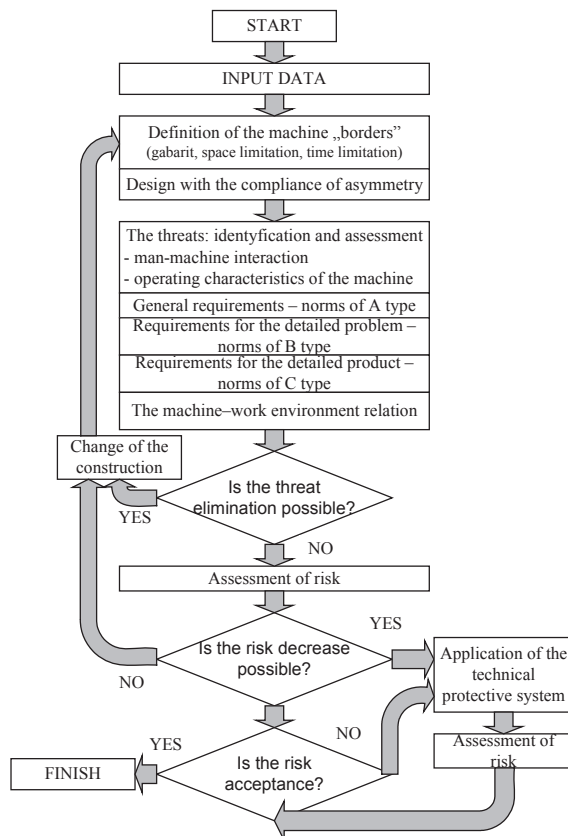 START
INPUT DATA
Definition of the machine „borders”
(gabarit, space limitation, time limitation)
Design with the compliance of asymmetry
The threats: identyfication and assessment
- man-machine interaction
- operating characteristics of the machine
General requirements – norms of A type
Requirements for the detailed problem –
norms of B type
Requirements for the detailed product –
norms of C type
The machine–work environment relation
Change of the
construction
Is the threat
elimination possible?
YES
NO
Assessment of risk
Is the risk decrease
possible?
YES
NO
Application of the
technical
protective system
Assessment of
risk
NO
Is the risk
acceptance?
YES
FINISH